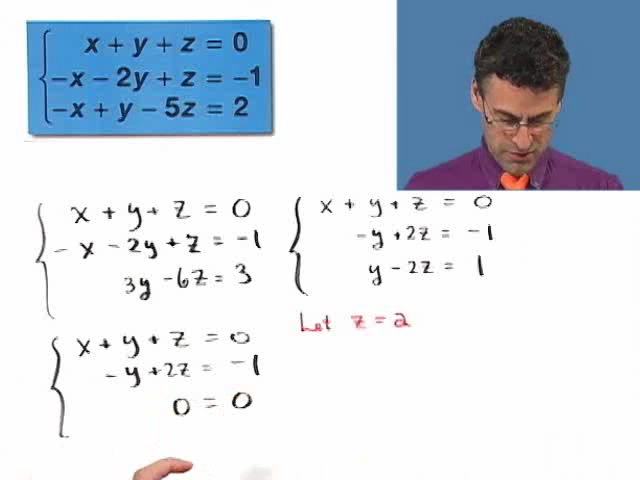 x + y + z = 0
-x - 2y + z = -1
-x + y - 5z = 2
x + y + z = 0
- x - 2y + z = -1
3y - 6z = 3
x + y + z = 0
- y + 2z = -1
0 = 0
x + y + z = 0
- y + 2z = -1
y - 2z = 1
Let z = a